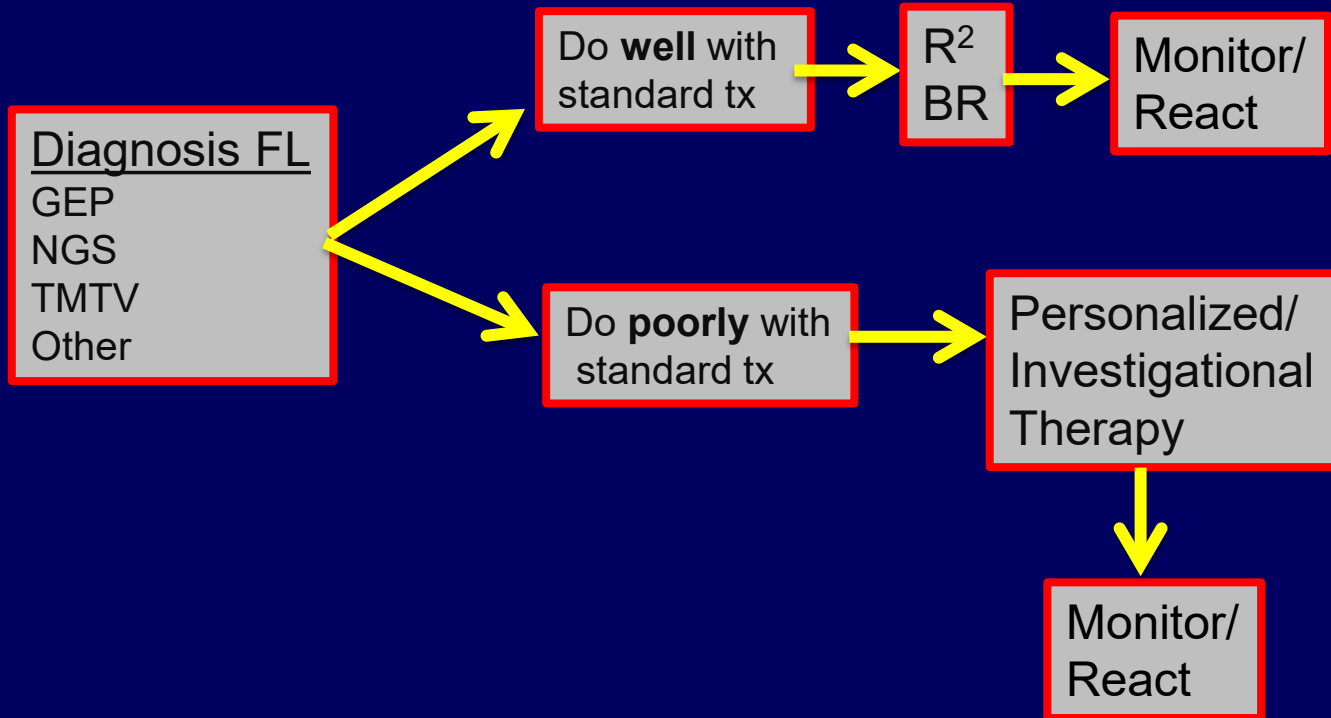 Diagnosis FL
GEP
NGS
TMTV
Other
Do well with
standard tx
R²
BR
Monitor/
React
Do poorly with
standard tx
Personalized/
Investigational
Therapy
Monitor/
React